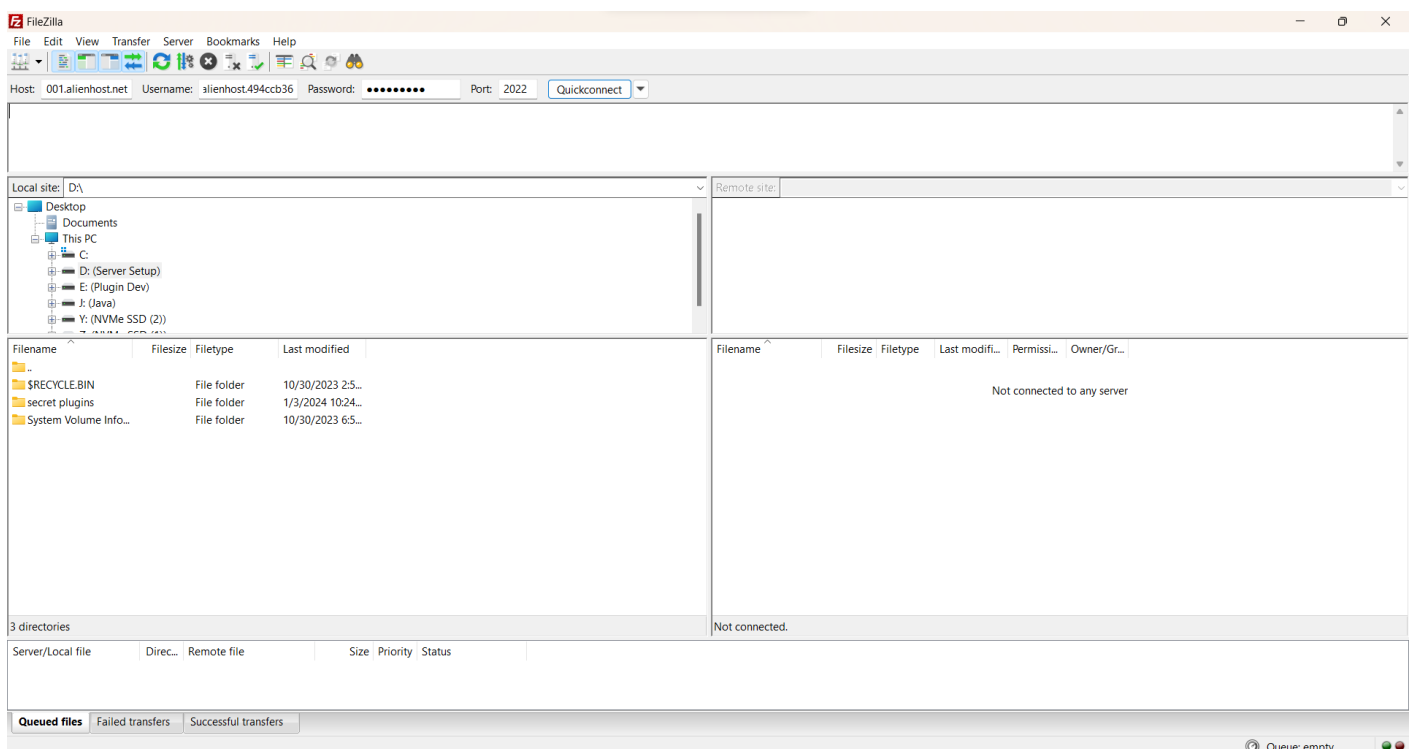 FileZilla
File Edit View Transfer Server Bookmarks Help
Host: 001.alienhost.net Username: alienhost.494ccb36 Password: ●●●●●●●●● Port: 2022 Quickconnect
Local site: D:\
Remote site:
Desktop
Documents
This PC
C:
D: (Server Setup)
E: (Plugin Dev)
J: (Java)
Y: (NVMe SSD (2))
Z: (NVMe SSD (1))
Filename Filesize Filetype Last modified
..
$RECYCLE.BIN File folder 10/30/2023 2:5...
secret plugins File folder 1/3/2024 10:24...
System Volume Info... File folder 10/30/2023 6:5...
3 directories
Filename Filesize Filetype Last modifi... Permissi... Owner/Gr...
Not connected to any server
Not connected.
Server/Local file Direc... Remote file Size Priority Status
Queued files Failed transfers Successful transfers
Queue: empty